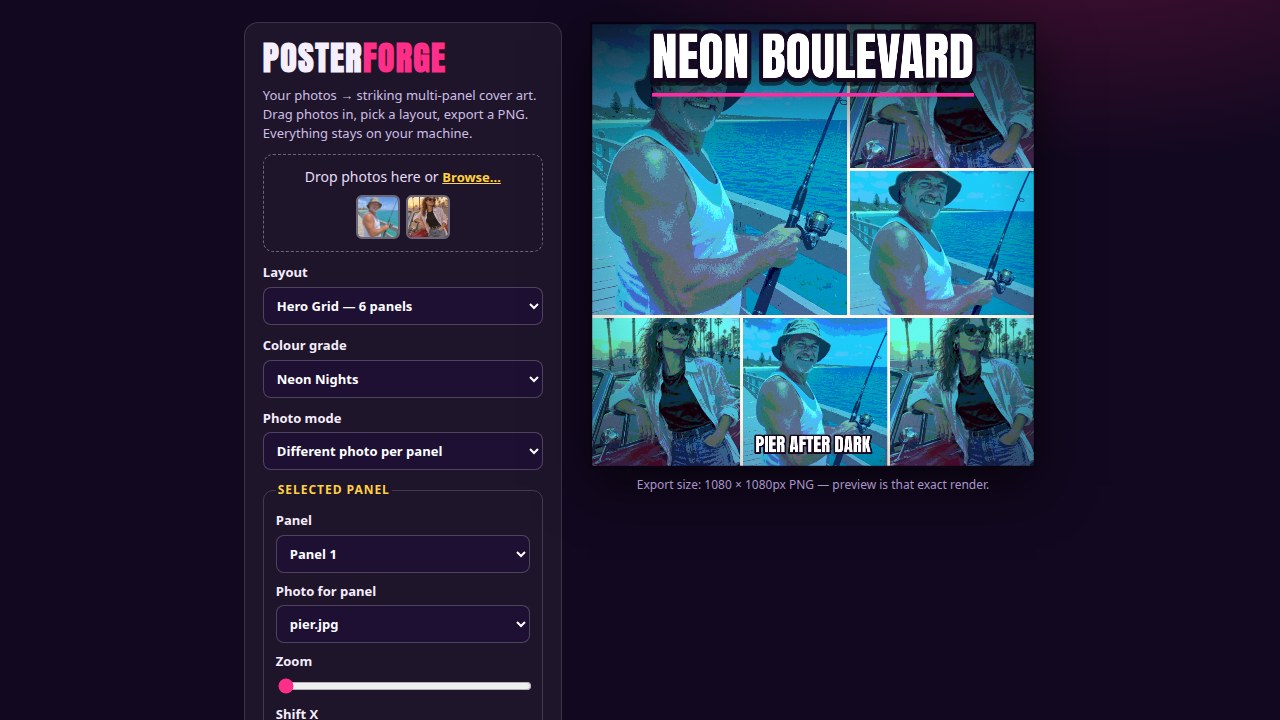 POSTERFORGE
Your photos → striking multi-panel cover art.
Drag photos in, pick a layout, export a PNG.
Everything stays on your machine.
Drop photos here or Browse...
Layout
Hero Grid — 6 panels
Colour grade
Neon Nights
Photo mode
Different photo per panel
SELECTED PANEL
Panel
Panel 1
Photo for panel
pier.jpg
Zoom
Shift X
NEON BOULEVARD
PIER AFTER DARK
Export size: 1080 × 1080px PNG — preview is that exact render.